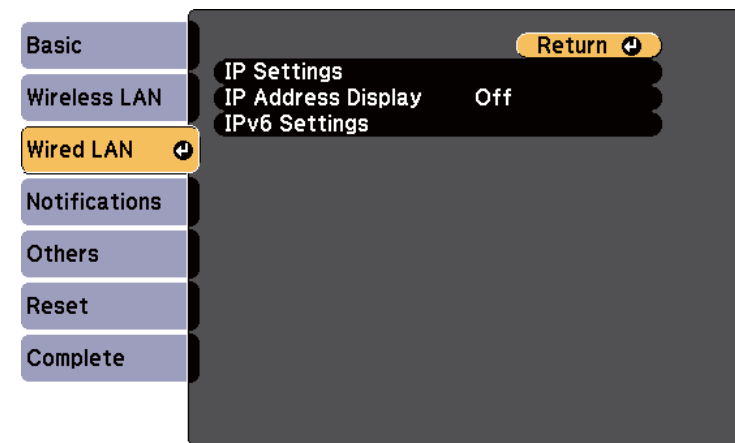 Basic
Wireless LAN
Wired LAN
Notifications
Others
Reset
Complete
Return
IP Settings
IP Address Display Off
IPv6 Settings